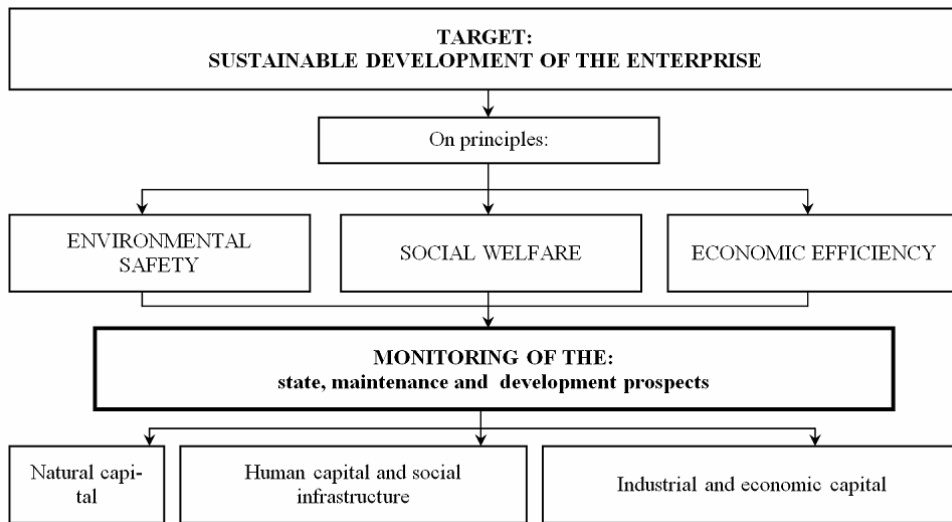 TARGET:
SUSTAINABLE DEVELOPMENT OF THE ENTERPRISE
On principles:
ENVIRONMENTAL
SAFETY
SOCIAL WELFARE
ECONOMIC EFFICIENCY
MONITORING OF THE:
state, maintenance and development prospects
Natural capi-
tal
Human capital and social
infrastructure
Industrial and economic capital